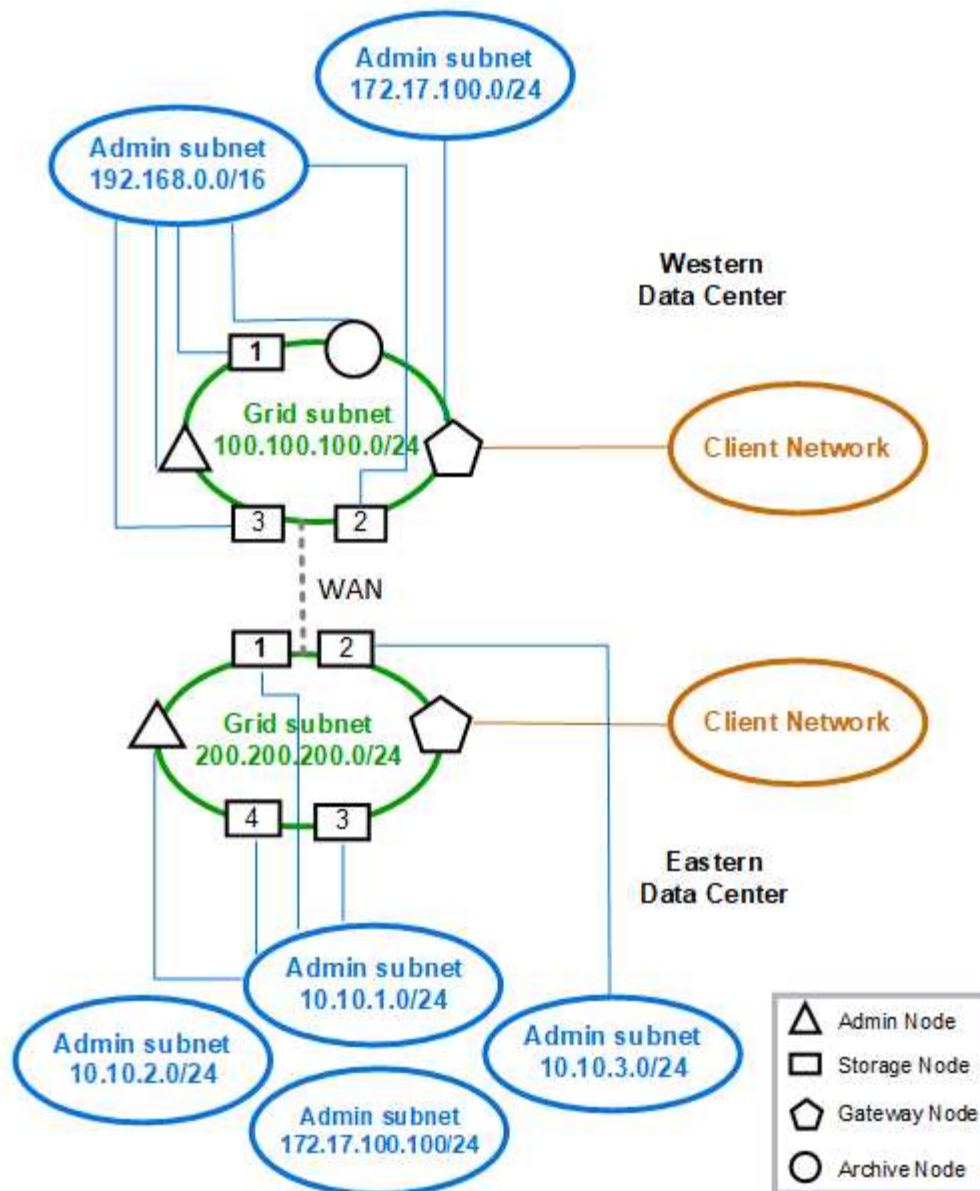 Admin subnet
172.17.100.0/24
Admin subnet
192.168.0.0/16
Western
Data Center
1
Grid subnet
100.100.100.0/24
Client Network
3
2
WAN
1
2
Grid subnet
200.200.200.0/24
Client Network
4
3
Eastern
Data Center
Admin subnet
10.10.1.0/24
Admin subnet
10.10.2.0/24
Admin subnet
10.10.3.0/24
Admin subnet
172.17.100.100/24
Admin Node
Storage Node
Gateway Node
Archive Node